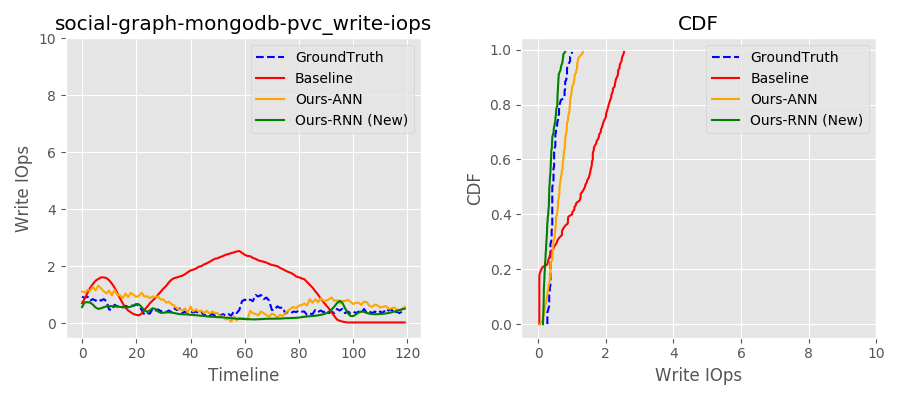 social-graph-mongodb-pvc_write-iops
10
8
6
4
2
0
Write IOps
0 20 40 60 80 100 120
Timeline
GroundTruth
Baseline
Ours-ANN
Ours-RNN (New)
CDF
1.0
0.8
0.6
0.4
0.2
0.0
CDF
0 2 4 6 8 10
Write IOps
GroundTruth
Baseline
Ours-ANN
Ours-RNN (New)